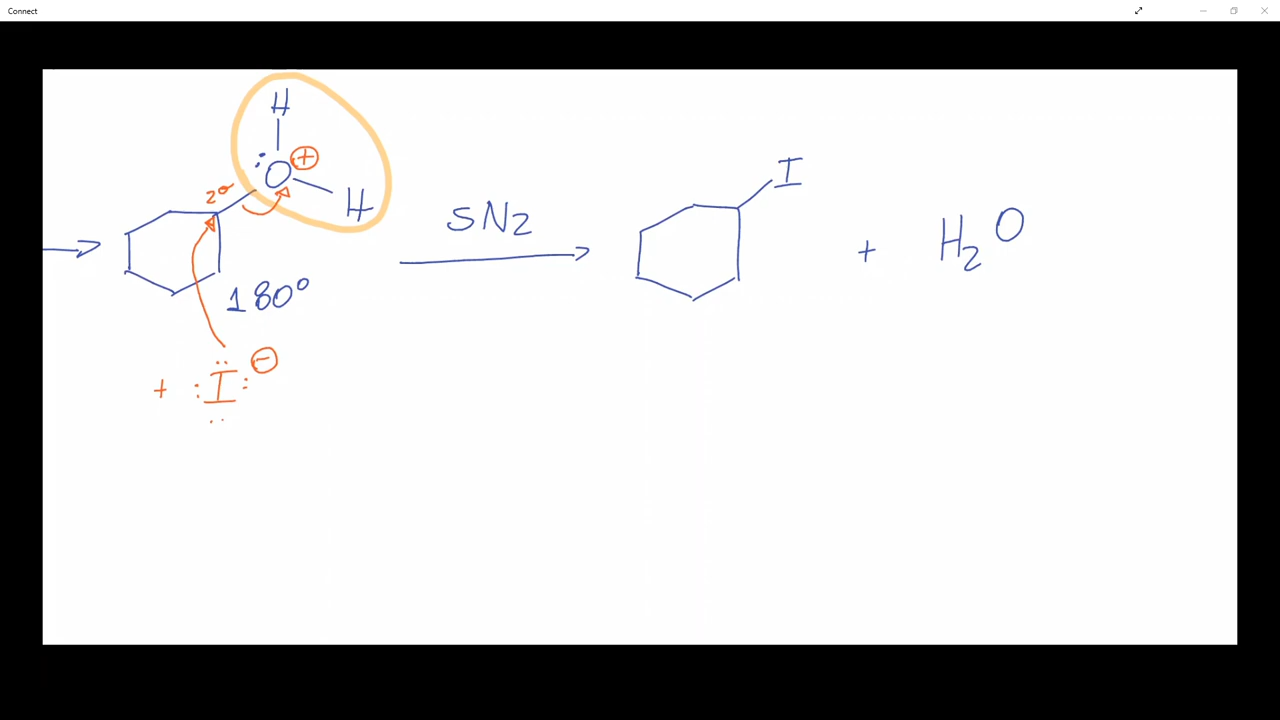 Connect
H
:O⊕
2°
H
SN2
I
180°
+ H2O
+ :I: ⊖